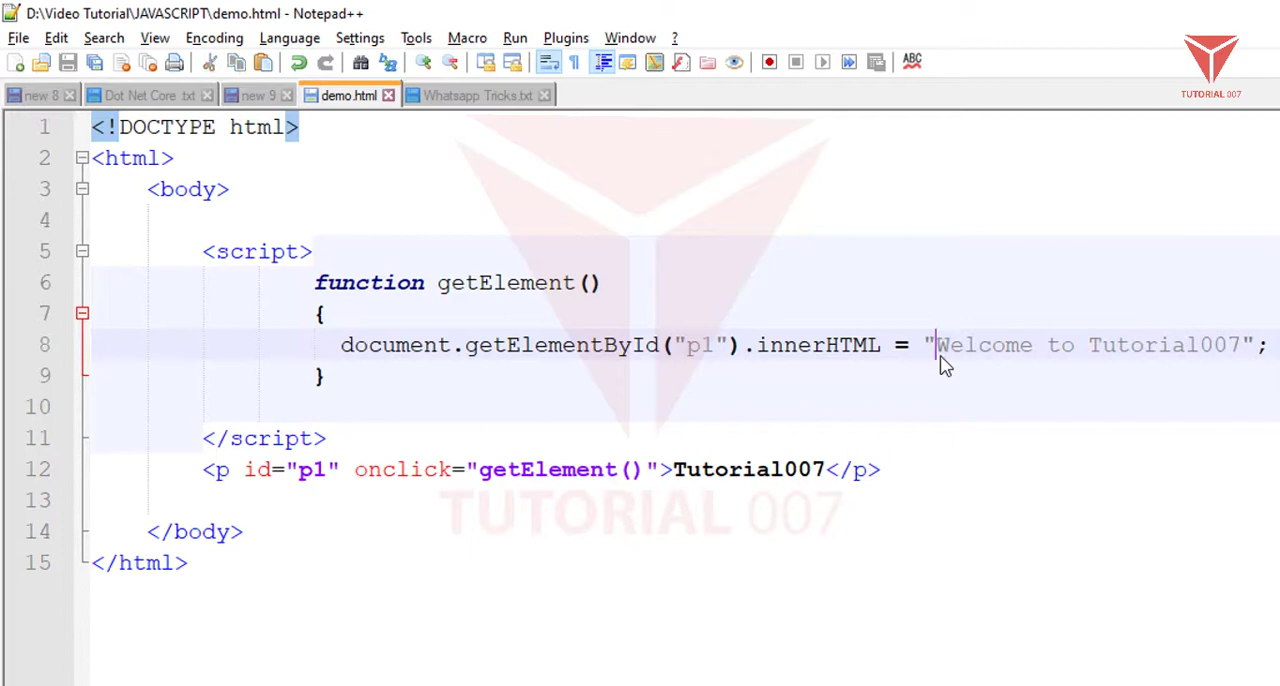 D:\Video Tutorial\JAVASCRIPT\demo.html - Notepad++
File Edit Search View Encoding Language Settings Tools Macro Run Plugins Window ?
ABC
TUTORIAL 007
new 8 Dot Net Core .txt new 9 demo.html Whatsapp Tricks.txt
1 <!DOCTYPE html>
2 <html>
3 <body>
4
5 <script>
6 function getElement()
7 {
8 document.getElementById("p1").innerHTML = "Welcome to Tutorial007";
9 }
10
11 </script>
12 <p id="p1" onclick="getElement()">Tutorial007</p>
13
TUTORIAL 007
14 </body>
15 </html>